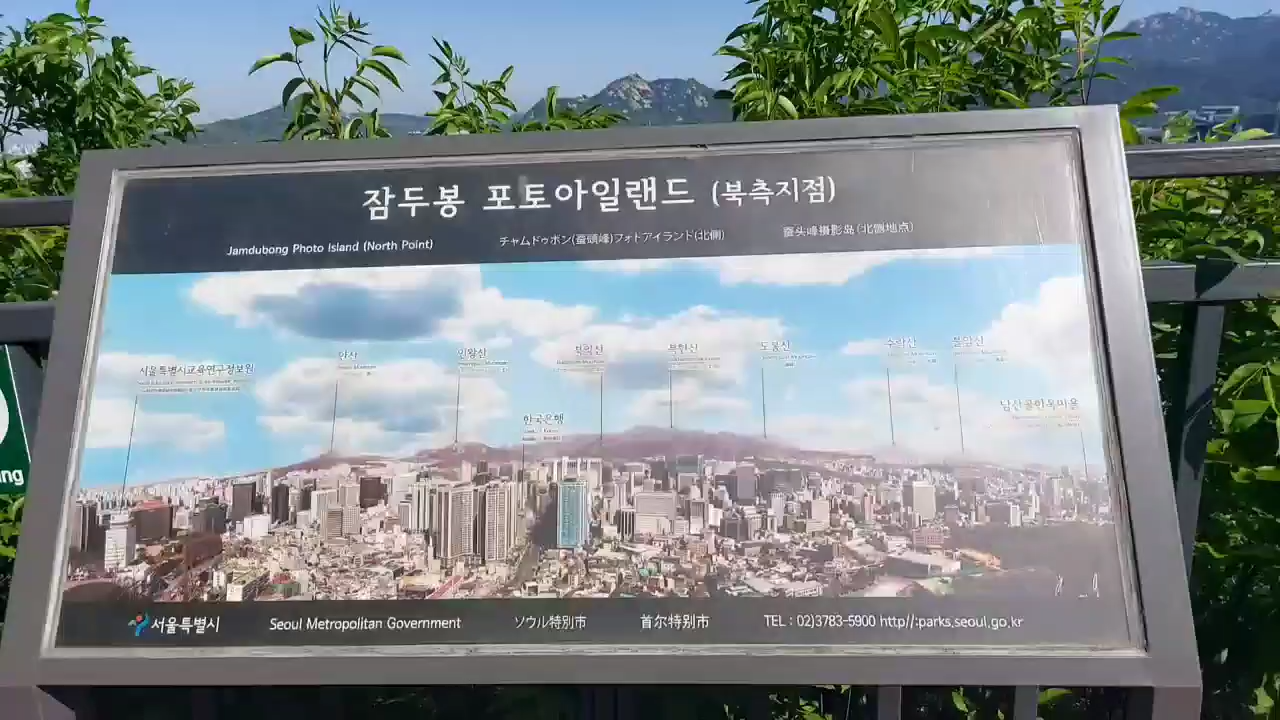 잠두봉 포토아일랜드 (북측지점)
Jamdubong Photo Island (North Point)
チャムドゥボン(蚕頭峰)フォトアイランド(北側)
蚕头峰摄影岛 (北侧地点)
서울특별시교육연구정보원
안산
인왕산
한국은행
북악산
북한산
도봉산
수락산
불암산
남산골한옥마을
서울특별시
Seoul Metropolitan Government
ソウル特別市
首尔特别市
TEL : 02)3783-5900 http//:parks.seoul.go.kr
ng